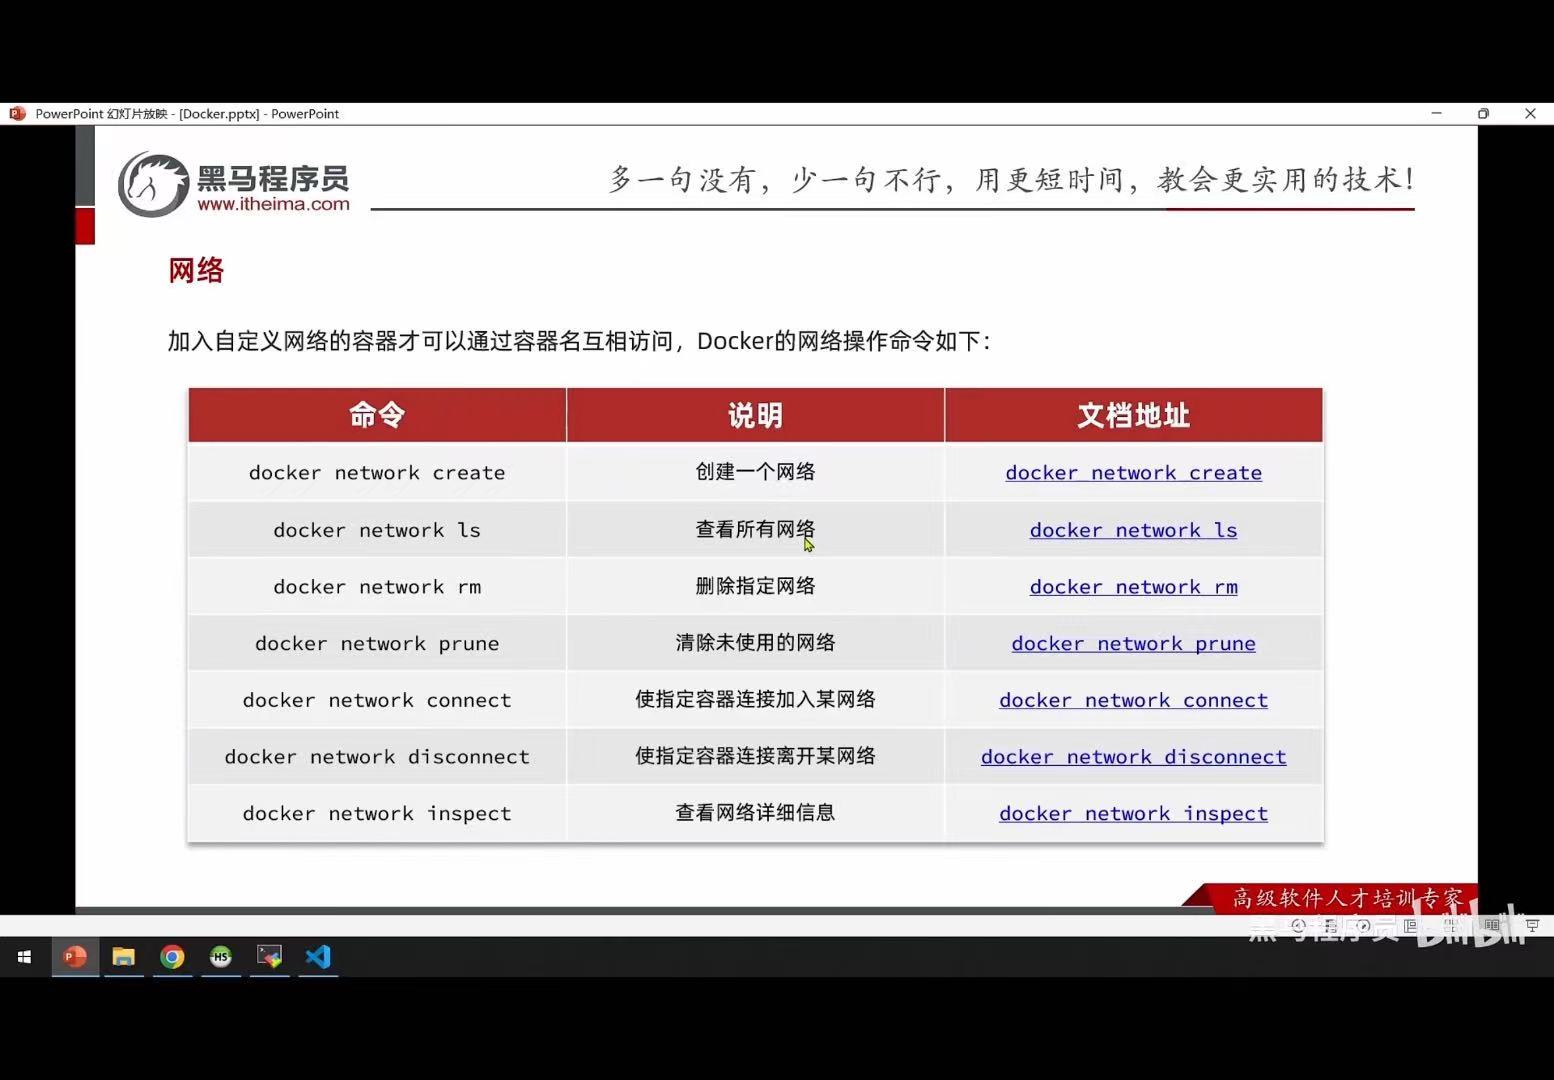 PowerPoint 幻灯片放映 - [Docker.pptx] - PowerPoint
黑马程序员
www.itheima.com
多一句没有，少一句不行，用更短时间，教会更实用的技术！
网络
加入自定义网络的容器才可以通过容器名互相访问，Docker的网络操作命令如下：
命令 说明 文档地址
docker network create 创建一个网络 docker network create
docker network ls 查看所有网络 docker network ls
docker network rm 删除指定网络 docker network rm
docker network prune 清除未使用的网络 docker network prune
docker network connect 使指定容器连接加入某网络 docker network connect
docker network disconnect 使指定容器连接离开某网络 docker network disconnect
docker network inspect 查看网络详细信息 docker network inspect
高级软件人才培训专家
黑马程序员 bilibili
HS